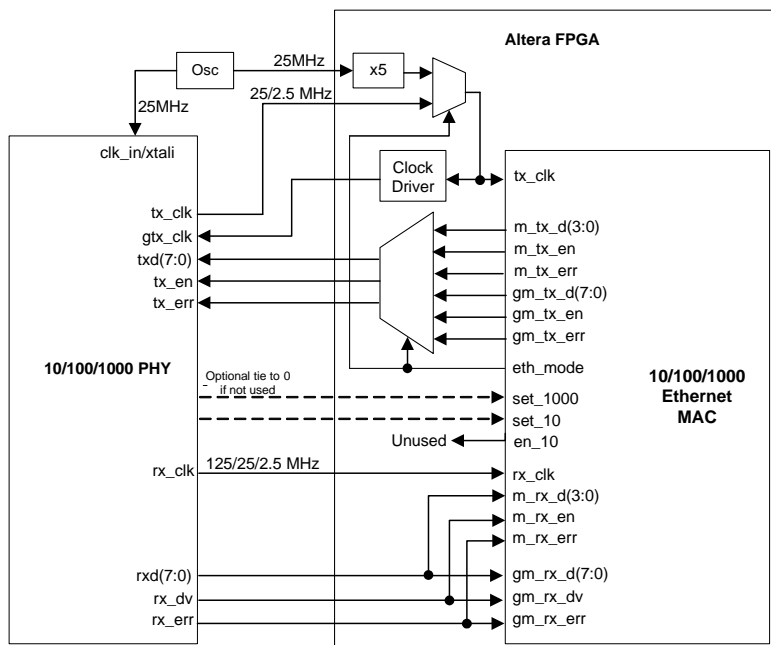 Altera FPGA
Osc
25MHz
x5
25/2.5 MHz
25MHz
clk_in/xtali
Clock
Driver
tx_clk
tx_clk
gtx_clk
txd(7:0)
tx_en
tx_err
m_tx_d(3:0)
m_tx_en
m_tx_err
gm_tx_d(7:0)
gm_tx_en
gm_tx_err
eth_mode
10/100/1000 PHY
Optional tie to 0
if not used
10/100/1000
Ethernet
MAC
set_1000
set_10
Unused
en_10
rx_clk
125/25/2.5 MHz
rx_clk
m_rx_d(3:0)
m_rx_en
m_rx_err
rxd(7:0)
gm_rx_d(7:0)
rx_dv
gm_rx_dv
rx_err
gm_rx_err